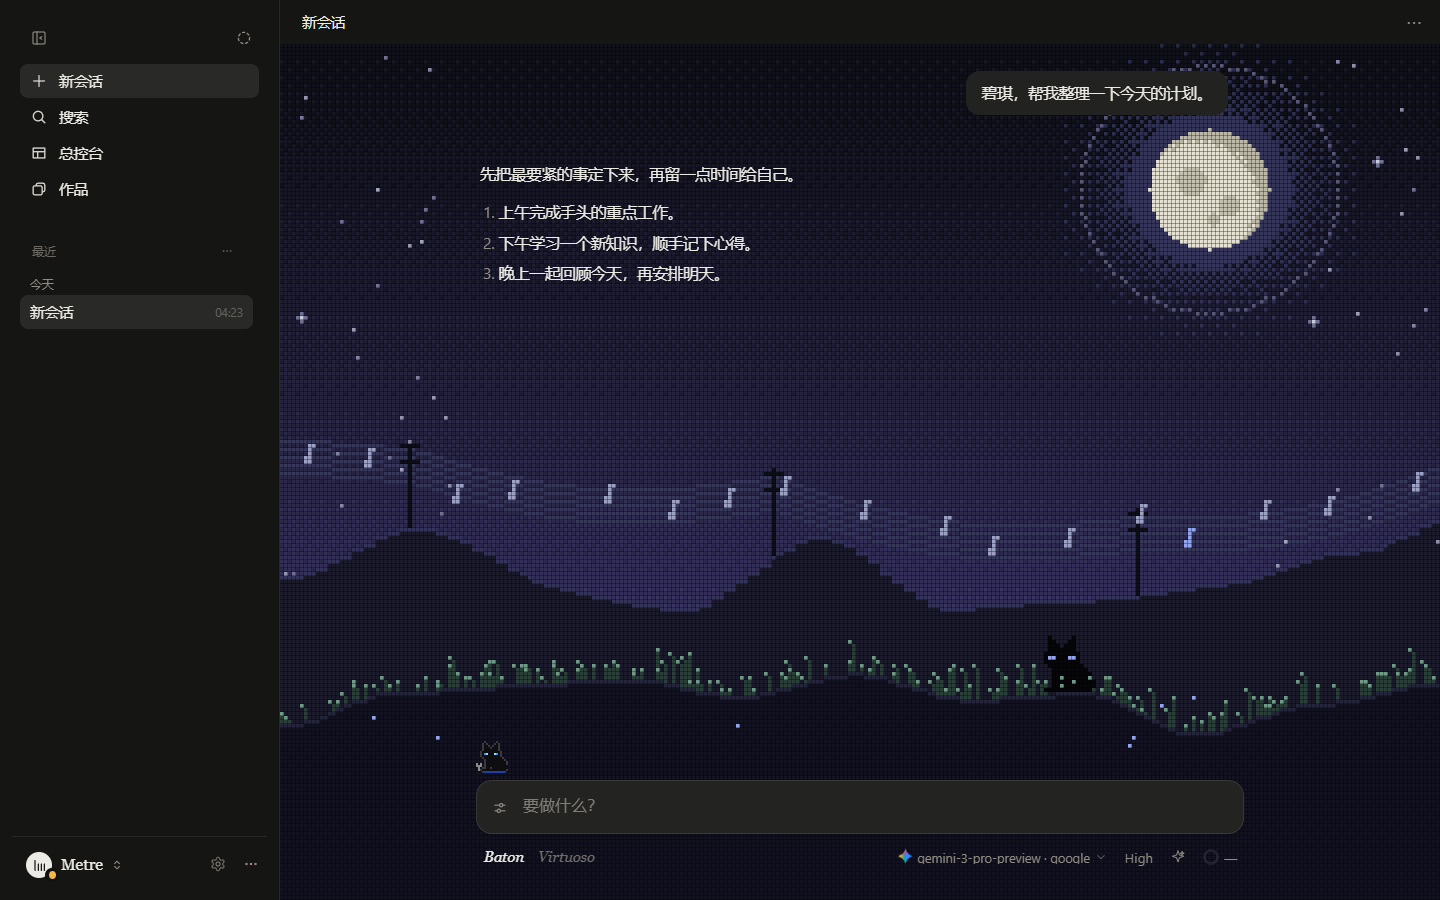 新会话
搜索
总控台
作品
最近
今天
新会话 04:23
Metre
新会话
碧琪，帮我整理一下今天的计划。
先把最要紧的事定下来，再留一点时间给自己。
1. 上午完成手头的重点工作。
2. 下午学习一个新知识，顺手记下心得。
3. 晚上一起回顾今天，再安排明天。
要做什么？
Baton Virtuoso
gemini-3-pro-preview · google High —